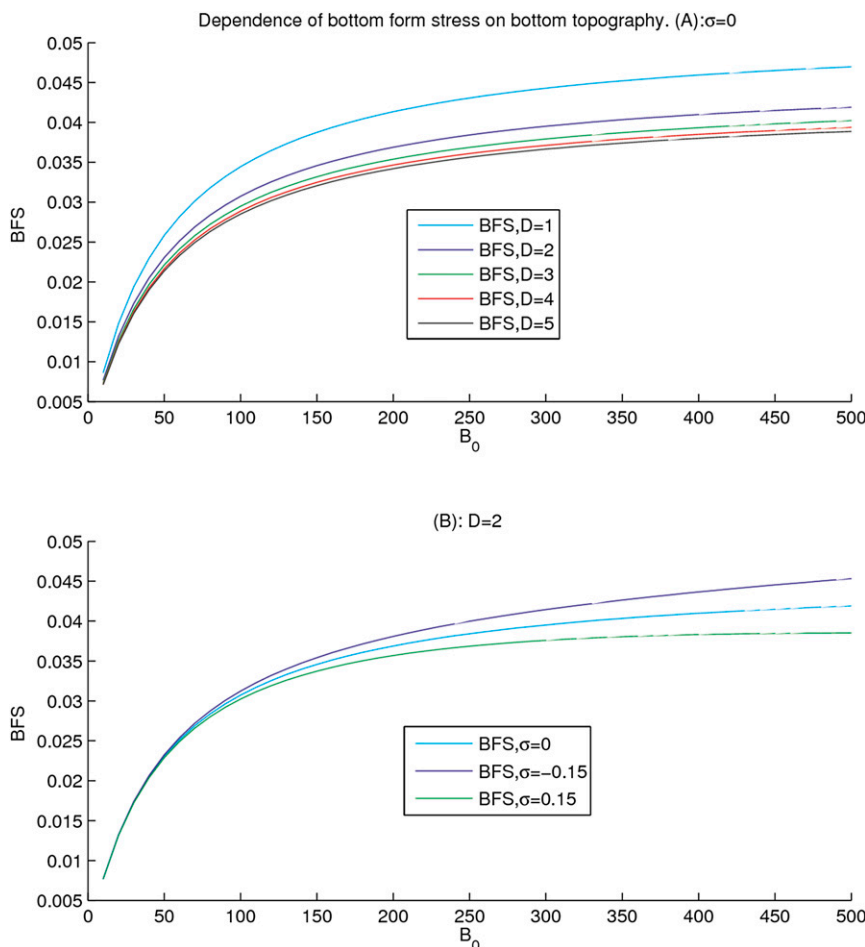 Dependence of bottom form stress on bottom topography. (A):σ=0
0.05
0.045
0.04
0.035
0.03
0.025
0.02
0.015
0.01
0.005
BFS
BFS,D=1
BFS,D=2
BFS,D=3
BFS,D=4
BFS,D=5
0 50 100 150 200 250 300 350 400 450 500
B₀
(B): D=2
0.05
0.045
0.04
0.035
0.03
0.025
0.02
0.015
0.01
0.005
BFS
BFS,σ=0
BFS,σ=−0.15
BFS,σ=0.15
0 50 100 150 200 250 300 350 400 450 500
B₀